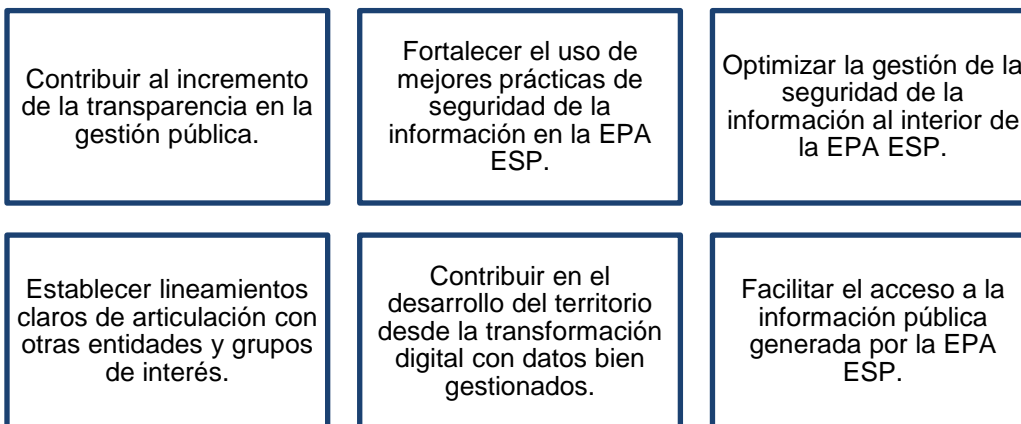 Contribuir al incremento
de la transparencia en la
gestión pública.
Fortalecer el uso de
mejores prácticas de
seguridad de la
información en la EPA
ESP.
Optimizar la gestión de la
seguridad de la
información al interior de
la EPA ESP.
Establecer lineamientos
claros de articulación con
otras entidades y grupos
de interés.
Contribuir en el
desarrollo del territorio
desde la transformación
digital con datos bien
gestionados.
Facilitar el acceso a la
información pública
generada por la EPA
ESP.